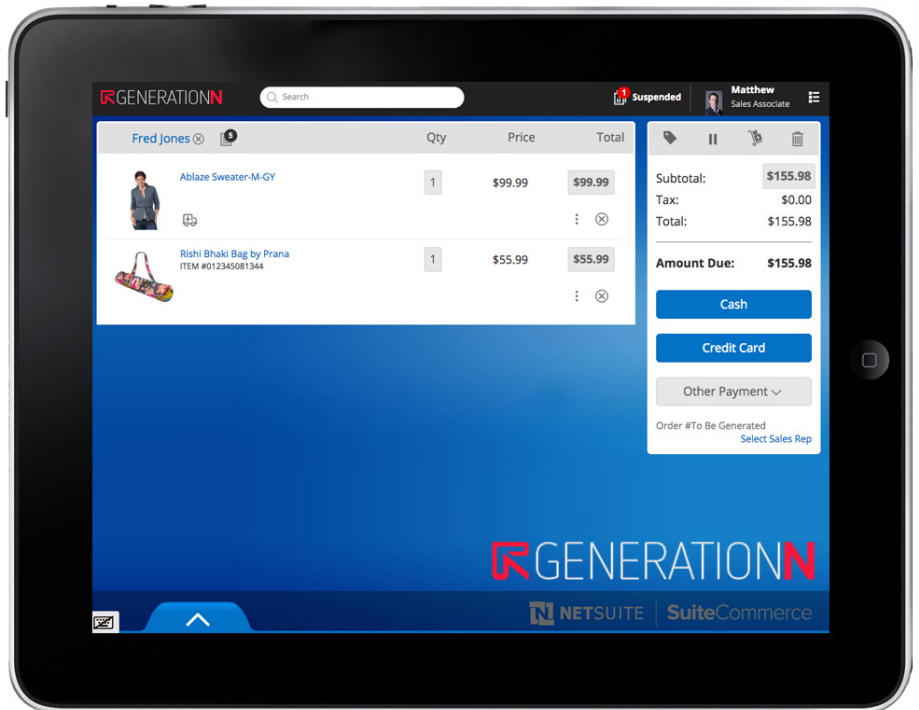 GENERATIONN
Search
1
Suspended
Matthew
Sales Associate
Fred Jones
5
Qty
Price
Total
Ablaze Sweater-M-GY
1
$99.99
$99.99
Rishi Bhaki Bag by Prana
ITEM #012345081344
1
$55.99
$55.99
Subtotal:
$155.98
Tax:
$0.00
Total:
$155.98
Amount Due:
$155.98
Cash
Credit Card
Other Payment
Order #To Be Generated
Select Sales Rep
GENERATIONN
N NETSUITE
SuiteCommerce